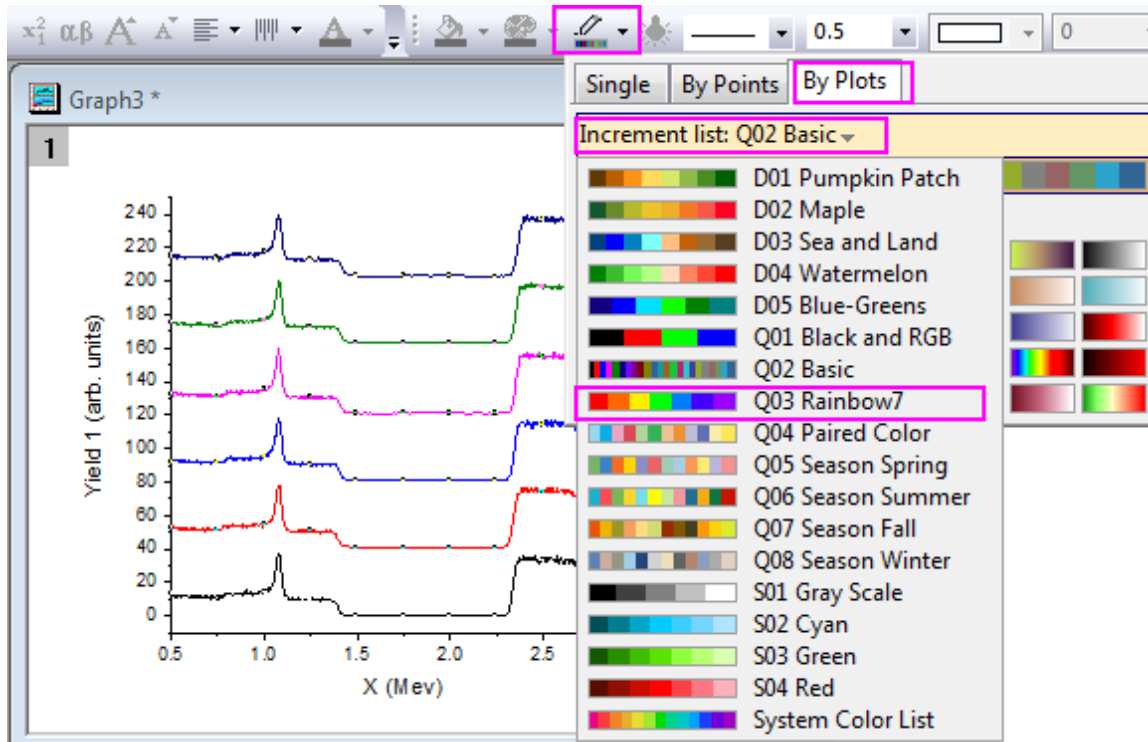 x²₁ αβ A A A 0.5 0
Single By Points By Plots
Graph3 *
Increment list: Q02 Basic
1
D01 Pumpkin Patch
D02 Maple
D03 Sea and Land
D04 Watermelon
D05 Blue-Greens
Q01 Black and RGB
Q02 Basic
Q03 Rainbow7
Q04 Paired Color
Q05 Season Spring
Q06 Season Summer
Q07 Season Fall
Q08 Season Winter
S01 Gray Scale
S02 Cyan
S03 Green
S04 Red
System Color List
240
220
200
180
160
140
120
100
80
60
40
20
0
Yield 1 (arb. units)
0.5 1.0 1.5 2.0 2.5
X (Mev)